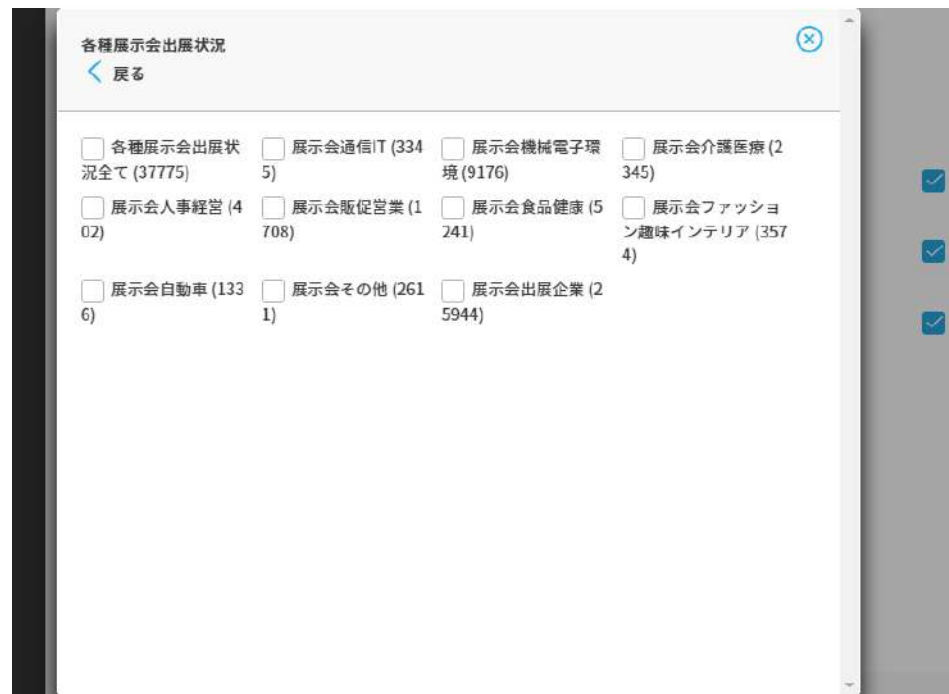 各種展示会出展状況
戻る
各種展示会出展状 展示会通信IT (334 展示会機械電子環 展示会介護医療 (2
況全て (37775) 5) 境 (9176) 345)
展示会人事経営 (4 展示会販促営業 (1 展示会食品健康 (5 展示会ファッショ
02) 708) 241) ン趣味インテリア (357
4)
展示会自動車 (133 展示会その他 (261 展示会出展企業 (2
6) 1) 5944)